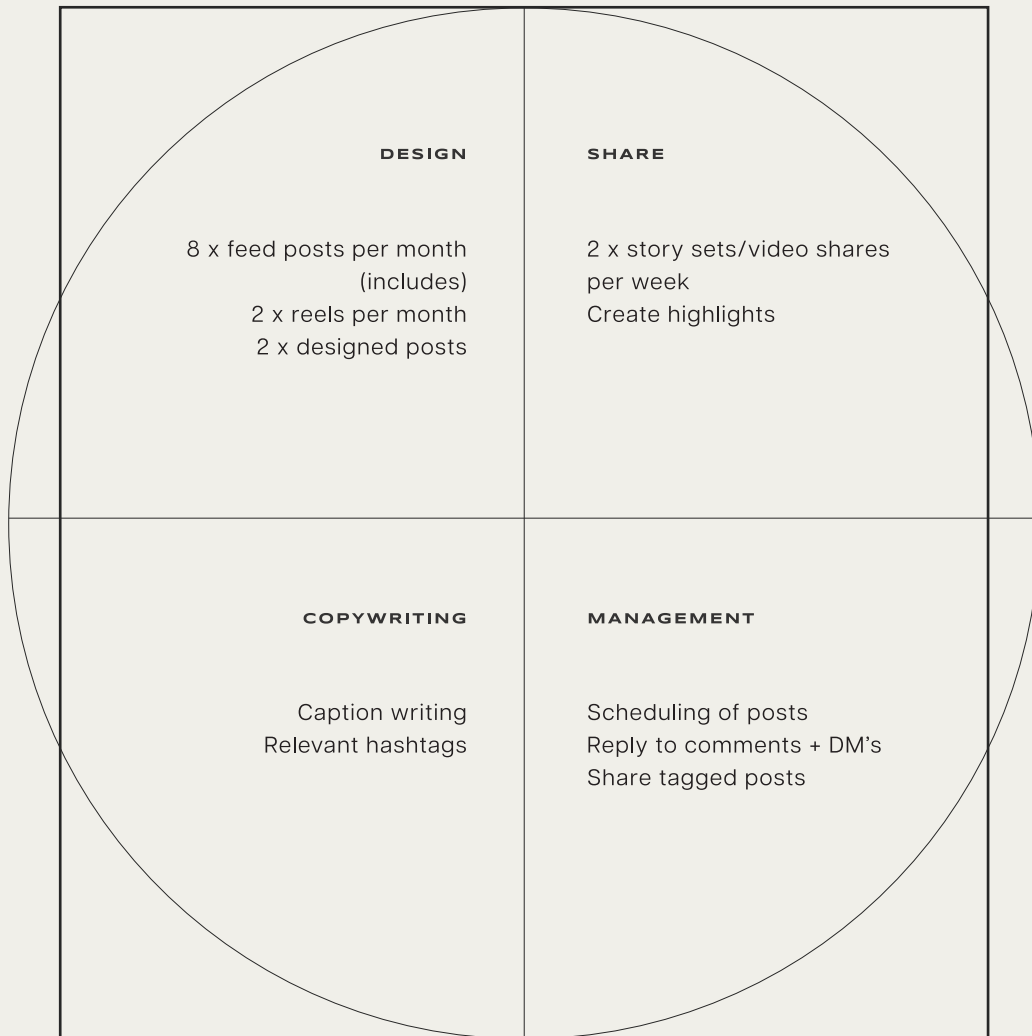 DESIGN
8 x feed posts per month
(includes)
2 x reels per month
2 x designed posts
SHARE
2 x story sets/video shares
per week
Create highlights
COPYWRITING
Caption writing
Relevant hashtags
MANAGEMENT
Scheduling of posts
Reply to comments + DM’s
Share tagged posts